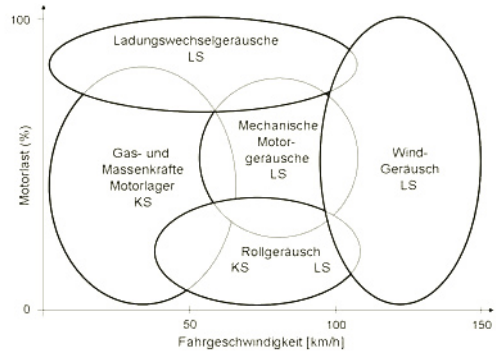 100
Ladungswechselgeräusche
LS
Mechanische
Motor-
geräusche
LS
Gas- und
Massenkräfte
Motorlager
KS
Wind-
Geräusch
LS
Motorlast (%)
Rollgeräusch
KS LS
0
50 100 150
Fahrgeschwindigkeit [km/h]